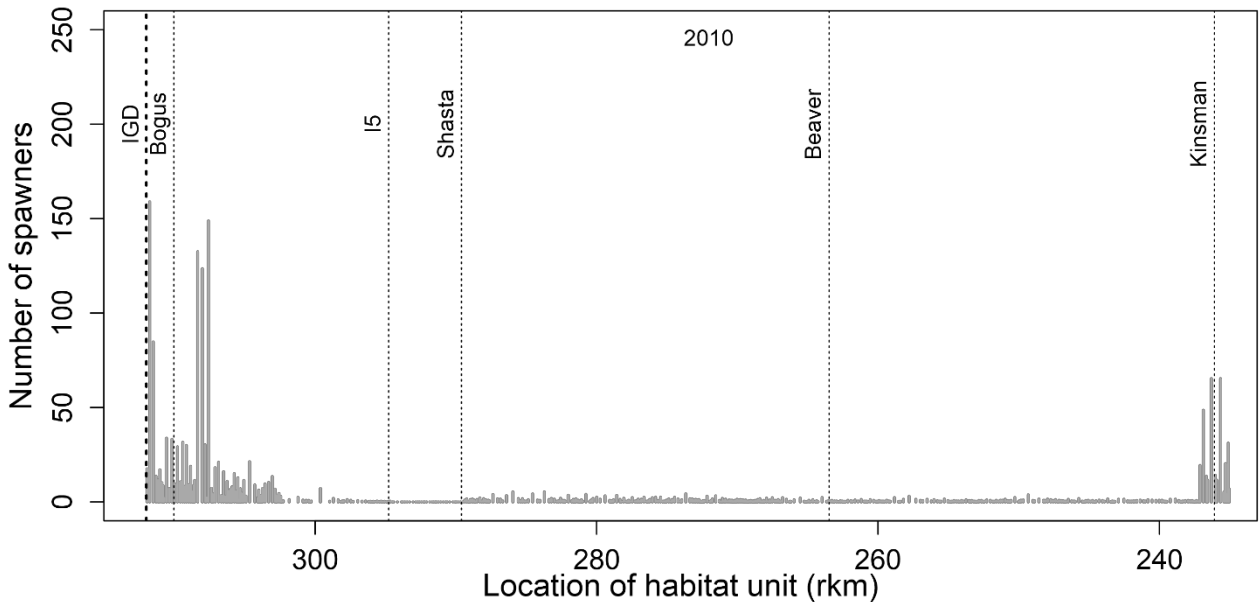 2010
IGD
Bogus
I5
Shasta
Beaver
Kinsman
Number of spawners
250
200
150
100
50
0
300
280
260
240
Location of habitat unit (rkm)